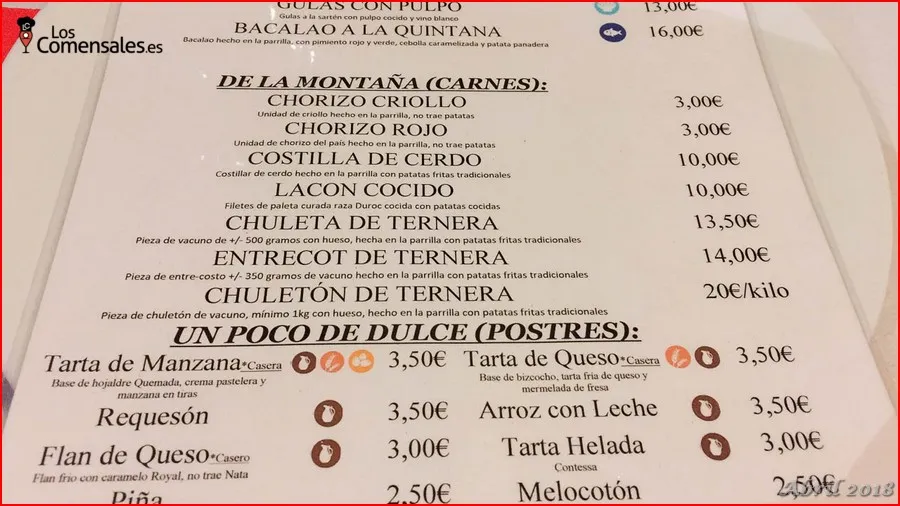 Los
Comensales.es
GULAS CON PULPO 13,00€
Gulas a la sartén con pulpo cocido y vino blanco
BACALAO A LA QUINTANA 16,00€
Bacalao hecho en la parrilla, con pimiento rojo y verde, cebolla caramelizada y patata panadera
DE LA MONTAÑA (CARNES):
CHORIZO CRIOLLO 3,00€
Unidad de criollo hecho en la parrilla, no trae patatas
CHORIZO ROJO 3,00€
Unidad de chorizo del país hecho en la parrilla, no trae patatas
COSTILLA DE CERDO 10,00€
Costillar de cerdo hecho en la parrilla con patatas fritas tradicionales
LACON COCIDO 10,00€
Filetes de paleta curada raza Duroc cocida con patatas cocidas
CHULETA DE TERNERA 13,50€
Pieza de vacuno de +/- 500 gramos con hueso, hecha en la parrilla con patatas fritas tradicionales
ENTRECOT DE TERNERA 14,00€
Pieza de entre-costo +/- 350 gramos de vacuno hecho en la parrilla con patatas fritas tradicionales
CHULETÓN DE TERNERA 20€/kilo
Pieza de chuletón de vacuno, mínimo 1kg con hueso, hecho en la parrilla con patatas fritas tradicionales
UN POCO DE DULCE (POSTRES):
Tarta de Manzana*Casera 3,50€ Tarta de Queso*Casera 3,50€
Base de hojaldre Quemada, crema pastelera y
manzana en tiras
Base de bizcocho, tarta fría de queso y
mermelada de fresa
Requesón 3,50€ Arroz con Leche 3,50€
Flan de Queso*Casero 3,00€ Tarta Helada 3,00€
Flan frio con caramelo Royal, no trae Nata
Contessa
Piña 2,50€ Melocotón 2,50€
Abril 2018